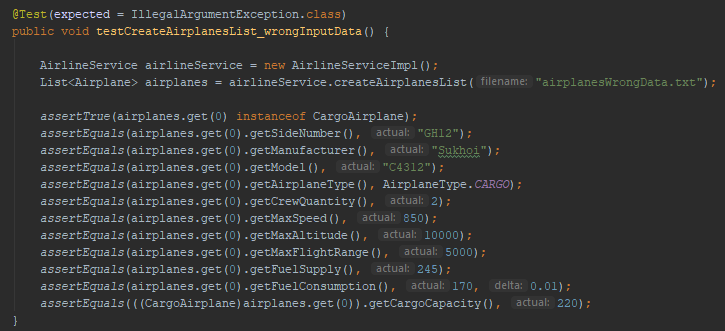 @Test(expected = IllegalArgumentException.class)
public void testCreateAirplanesList_wrongInputData() {
AirlineService airlineService = new AirlineServiceImpl();
List<Airplane> airplanes = airlineService.createAirplanesList( filename: "airplanesWrongData.txt");
assertTrue(airplanes.get(0) instanceof CargoAirplane);
assertEquals(airplanes.get(0).getSideNumber(), actual: "GH12");
assertEquals(airplanes.get(0).getManufacturer(), actual: "Sukhoi");
assertEquals(airplanes.get(0).getModel(), actual: "C4312");
assertEquals(airplanes.get(0).getAirplaneType(), AirplaneType.CARGO);
assertEquals(airplanes.get(0).getCrewQuantity(), actual: 2);
assertEquals(airplanes.get(0).getMaxSpeed(), actual: 850);
assertEquals(airplanes.get(0).getMaxAltitude(), actual: 10000);
assertEquals(airplanes.get(0).getMaxFlightRange(), actual: 5000);
assertEquals(airplanes.get(0).getFuelSupply(), actual: 245);
assertEquals(airplanes.get(0).getFuelConsumption(), actual: 170, delta: 0.01);
assertEquals(((CargoAirplane)airplanes.get(0)).getCargoCapacity(), actual: 220);
}